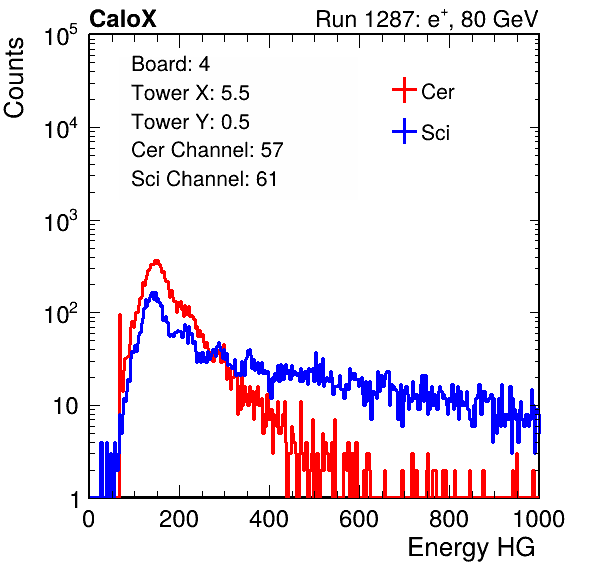 CaloX Run 1287: e⁺, 80 GeV
Counts
10⁵
10⁴
10³
10²
10
1
Board: 4
Tower X: 5.5
Tower Y: 0.5
Cer Channel: 57
Sci Channel: 61
Cer
Sci
0 200 400 600 800 1000
Energy HG